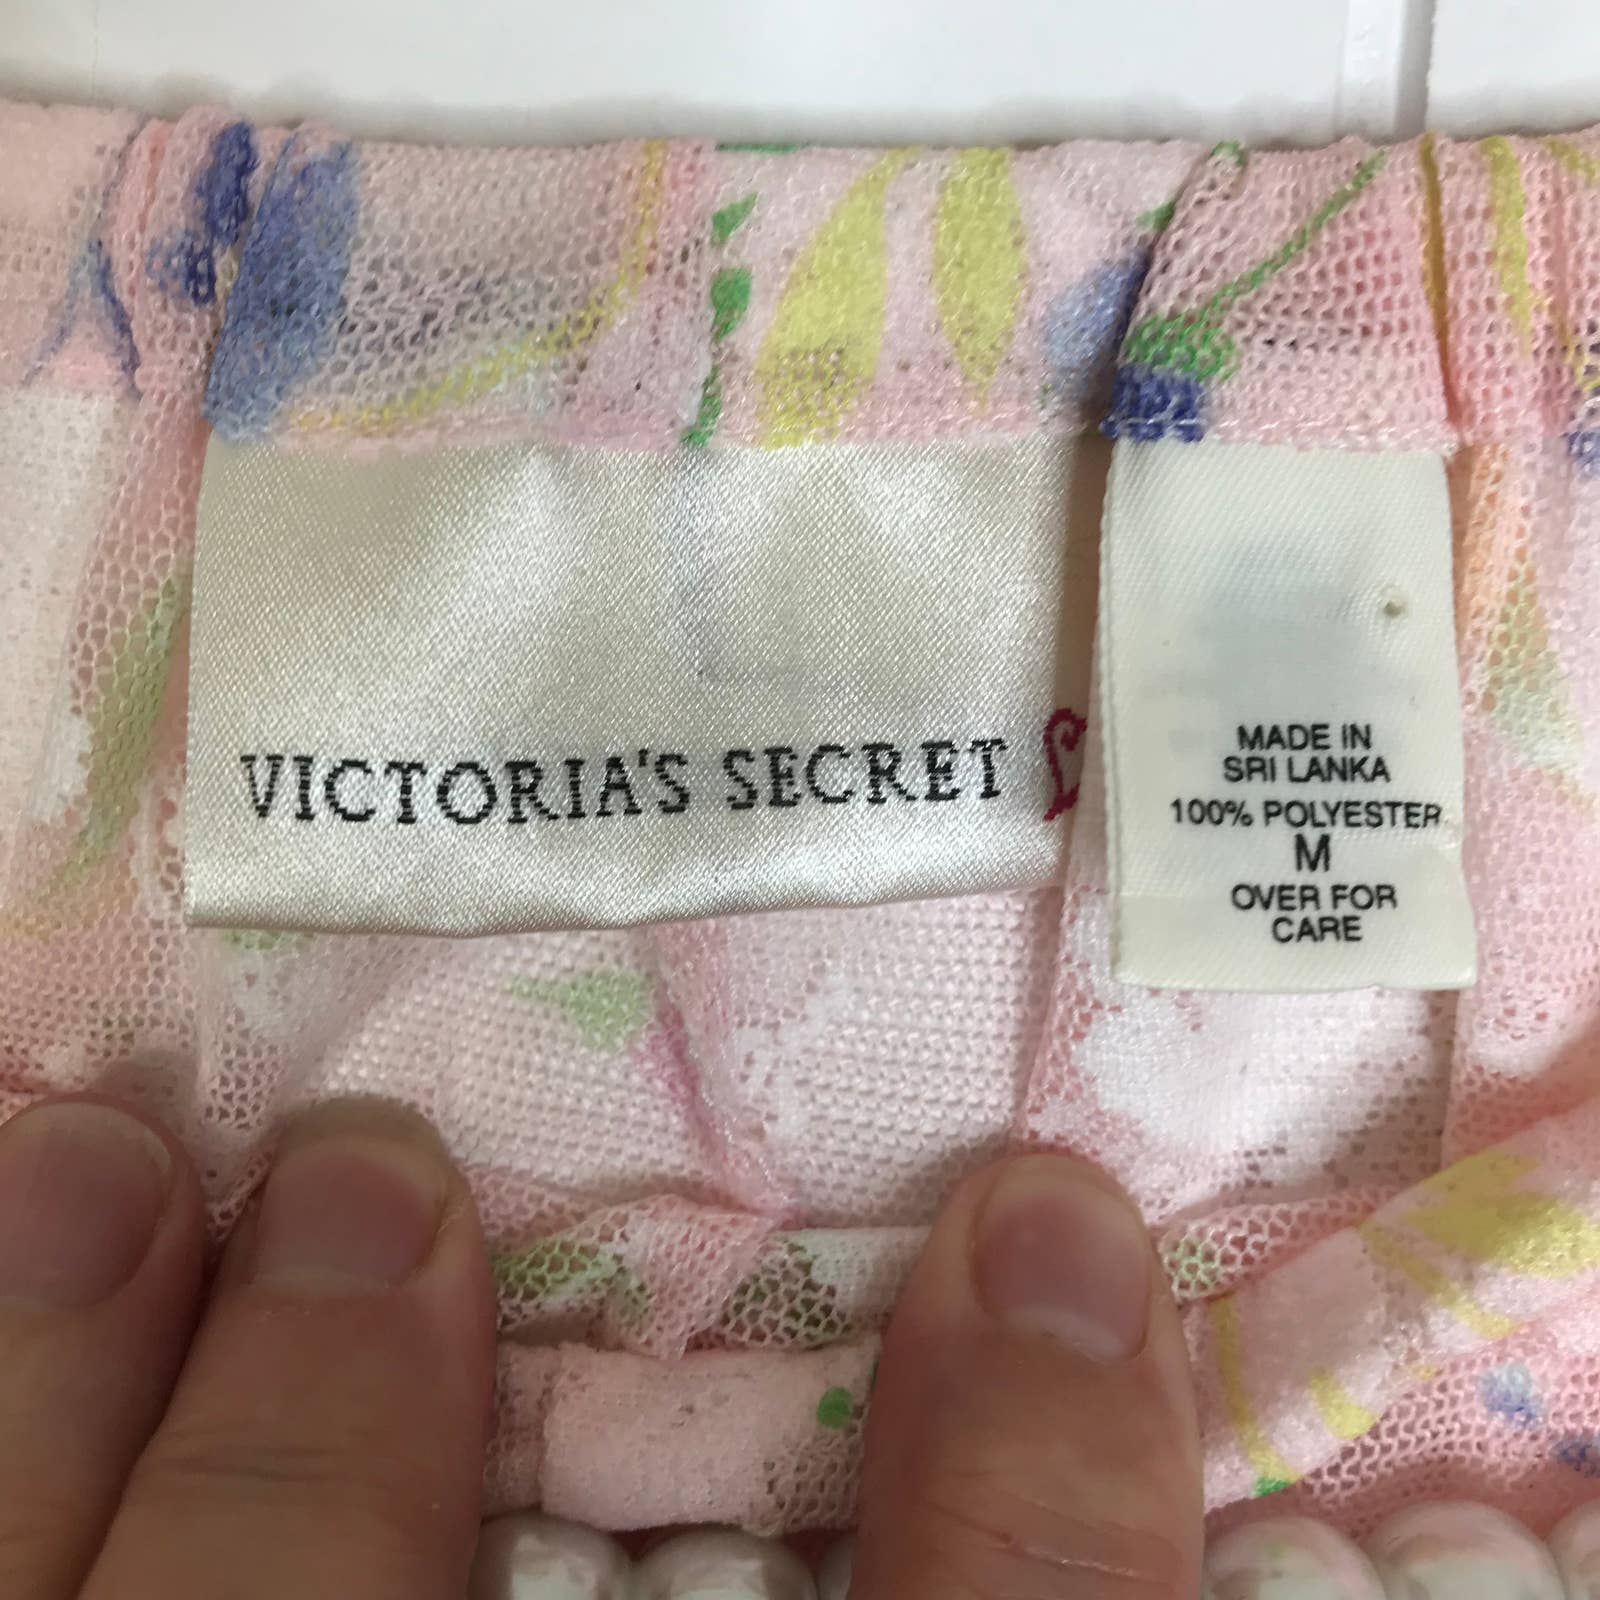 VICTORIA'S SECRET
MADE IN
SRI LANKA
100% POLYESTER
M
OVER FOR
CARE